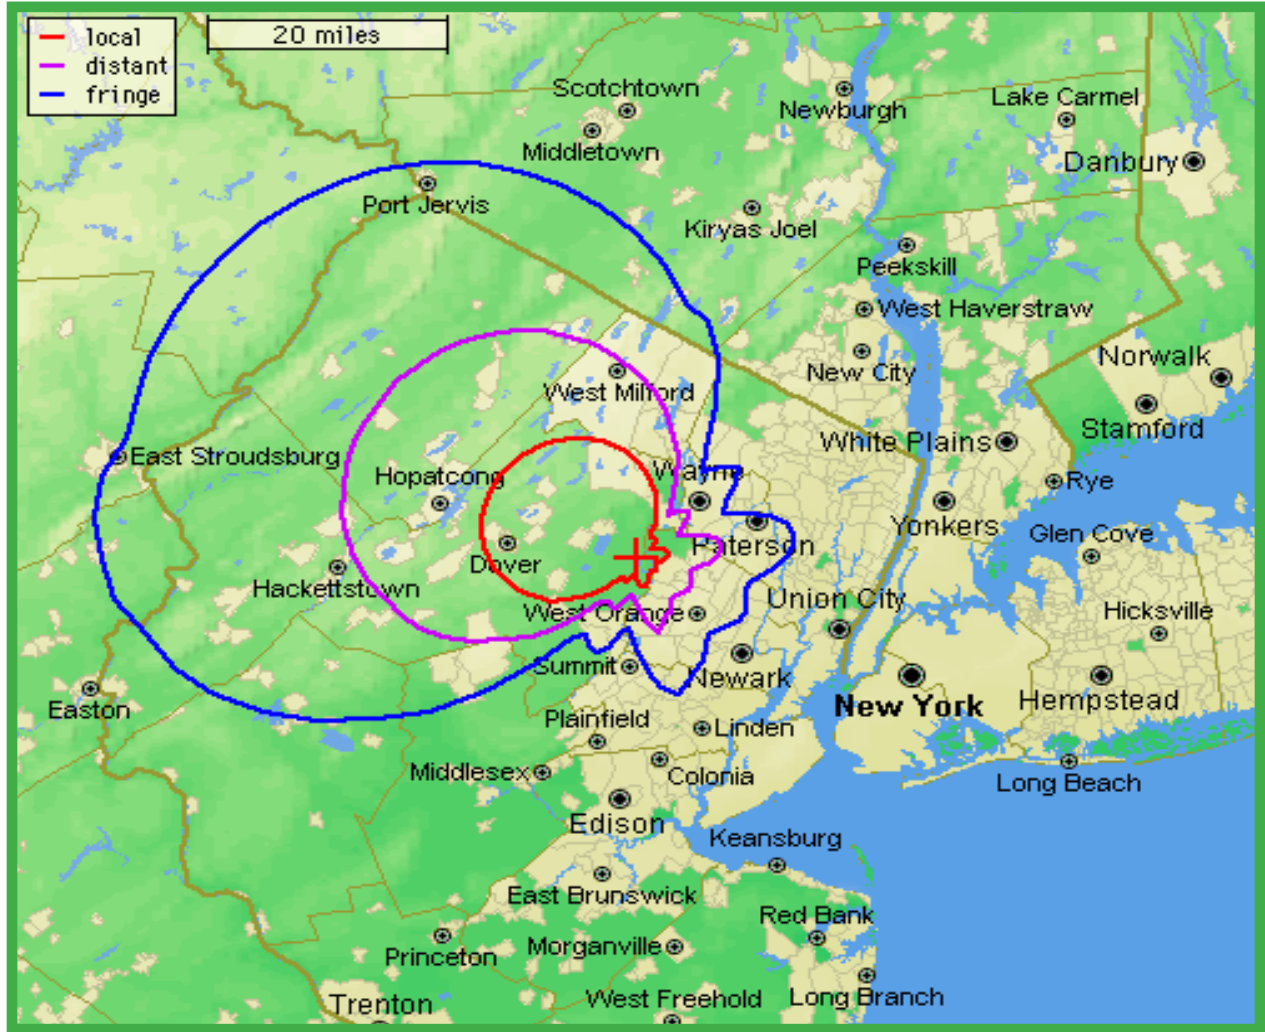 local
distant
fringe
20 miles
Scotchtown
Newburgh
Lake Carmel
Middletown
Danbury
Port Jervis
Kiryas Joel
Peekskill
West Haverstraw
New City
Norwalk
West Milford
Stamford
White Plains
East Stroudsburg
Hopatcong
Wayne
Rye
Yonkers
Glen Cove
Paterson
Dover
Hackettstown
West Orange
Union City
Hicksville
Summit
Newark
Easton
New York
Hempstead
Plainfield
Linden
Middlesex
Colonia
Long Beach
Edison
Keansburg
East Brunswick
Red Bank
Morganville
Princeton
Trenton
West Freehold
Long Branch